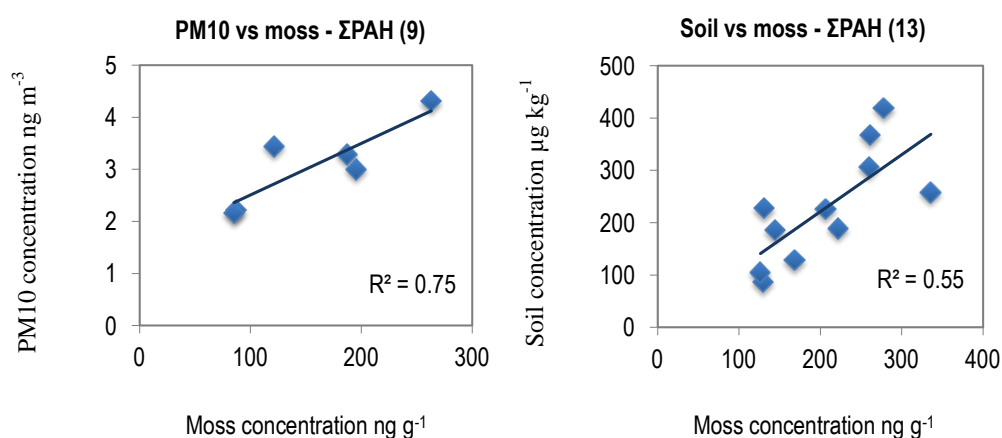 PM10 vs moss - ΣPAH (9)
PM10 concentration ng m⁻³
5
4
3
2
1
0
R² = 0.75
0 100 200 300
Moss concentration ng g⁻¹
Soil vs moss - ΣPAH (13)
Soil concentration µg kg⁻¹
500
400
300
200
100
0
R² = 0.55
0 100 200 300 400
Moss concentration ng g⁻¹